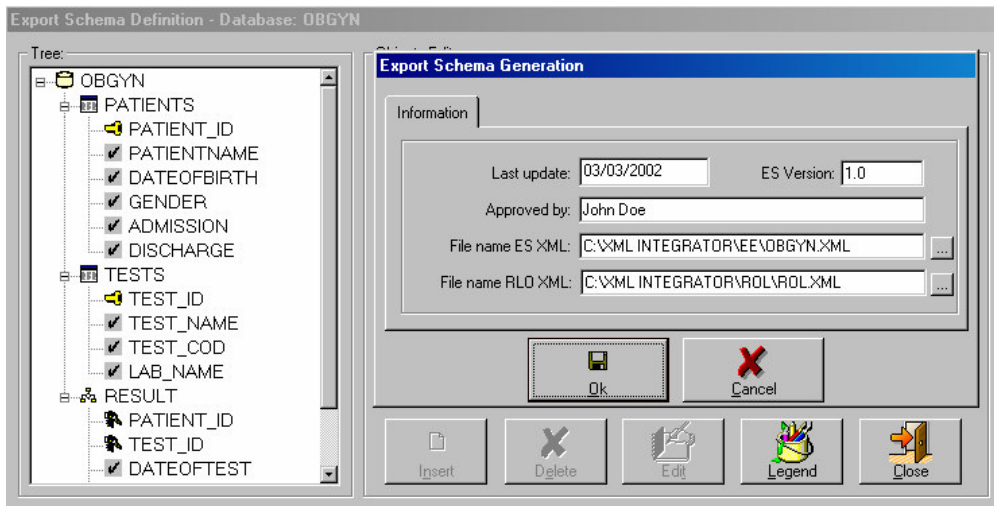 Export Schema Definition - Database: OBGYN
Tree:
OBGYN
PATIENTS
PATIENT_ID
PATIENTNAME
DATEOFBIRTH
GENDER
ADMISSION
DISCHARGE
TESTS
TEST_ID
TEST_NAME
TEST_COD
LAB_NAME
RESULT
PATIENT_ID
TEST_ID
DATEOFTEST
Export Schema Generation
Information
Last update: 03/03/2002 ES Version: 1.0
Approved by: John Doe
File name ES XML: C:\XML INTEGRATOR\EE\OBGYN.XML ...
File name RLO XML: C:\XML INTEGRATOR\ROL\ROL.XML ...
Ok Cancel
Insert Delete Edit Legend Close